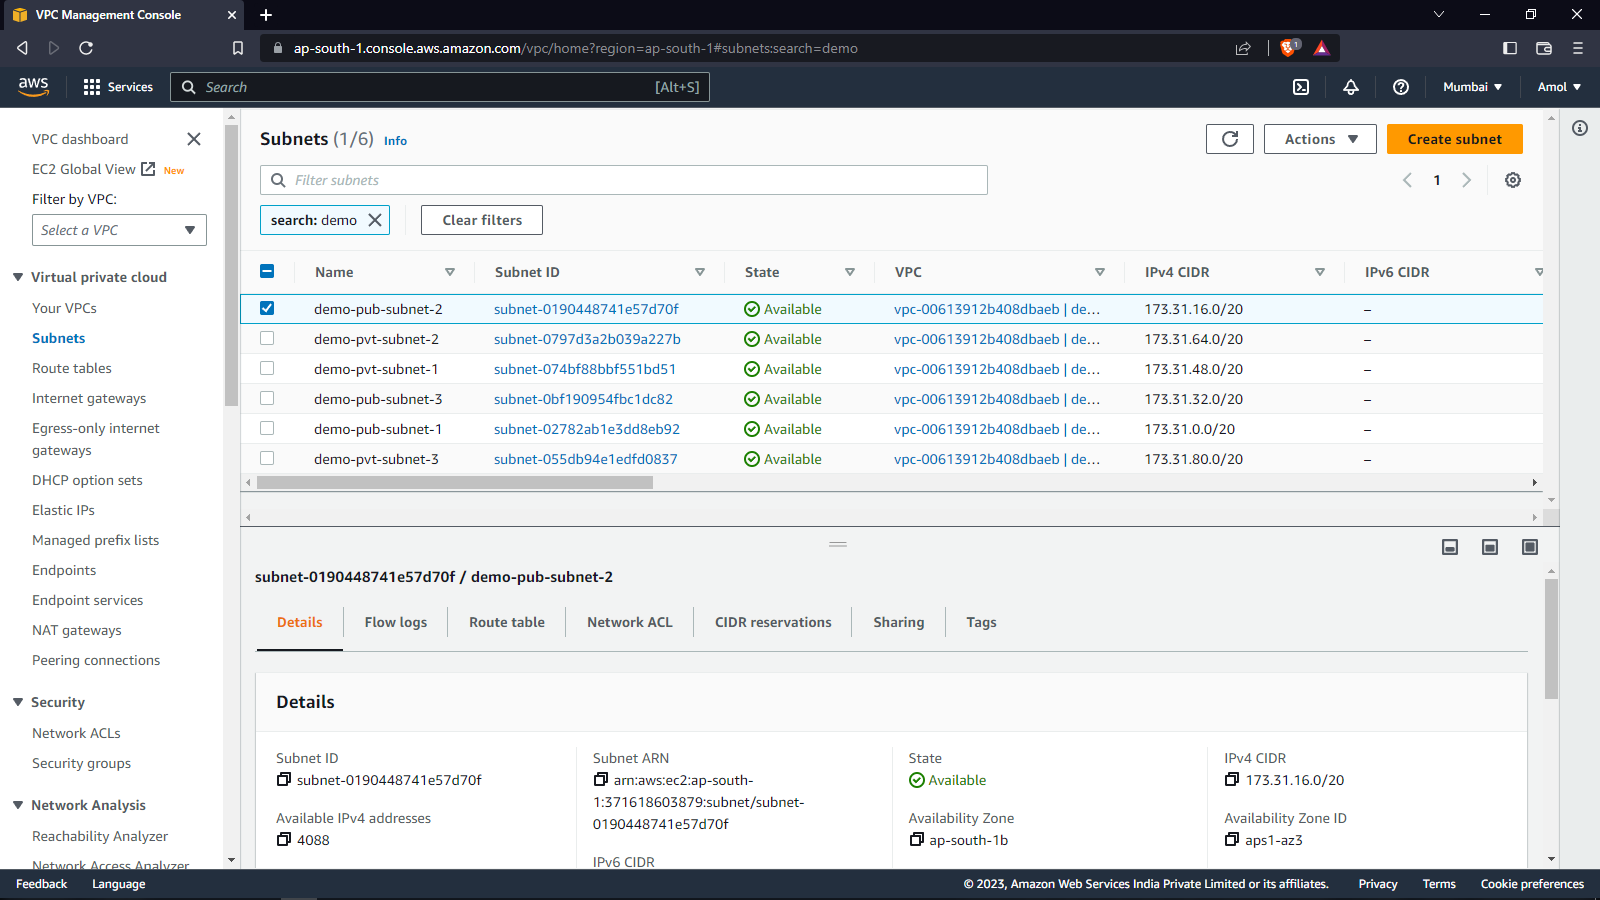 VPC Management Console
ap-south-1.console.aws.amazon.com/vpc/home?region=ap-south-1#subnets:search=demo
1
aws
Services
Search
[Alt+S]
Mumbai
Amol
VPC dashboard
EC2 Global View
New
Filter by VPC:
Select a VPC
Virtual private cloud
Your VPCs
Subnets
Route tables
Internet gateways
Egress-only internet
gateways
DHCP option sets
Elastic IPs
Managed prefix lists
Endpoints
Endpoint services
NAT gateways
Peering connections
Security
Network ACLs
Security groups
Network Analysis
Reachability Analyzer
Network Access Analyzer
Subnets (1/6) Info
Actions
Create subnet
Filter subnets
1
search: demo
Clear filters
Name Subnet ID State VPC IPv4 CIDR IPv6 CIDR
demo-pub-subnet-2 subnet-0190448741e57d70f Available vpc-00613912b408dbaeb | de... 173.31.16.0/20 –
demo-pvt-subnet-2 subnet-0797d3a2b039a227b Available vpc-00613912b408dbaeb | de... 173.31.64.0/20 –
demo-pvt-subnet-1 subnet-074bf88bbf551bd51 Available vpc-00613912b408dbaeb | de... 173.31.48.0/20 –
demo-pub-subnet-3 subnet-0bf190954fbc1dc82 Available vpc-00613912b408dbaeb | de... 173.31.32.0/20 –
demo-pub-subnet-1 subnet-02782ab1e3dd8eb92 Available vpc-00613912b408dbaeb | de... 173.31.0.0/20 –
demo-pvt-subnet-3 subnet-055db94e1edfd0837 Available vpc-00613912b408dbaeb | de... 173.31.80.0/20 –
subnet-0190448741e57d70f / demo-pub-subnet-2
Details
Flow logs
Route table
Network ACL
CIDR reservations
Sharing
Tags
Details
Subnet ID
subnet-0190448741e57d70f
Available IPv4 addresses
4088
Subnet ARN
arn:aws:ec2:ap-south-
1:371618603879:subnet/subnet-
0190448741e57d70f
IPv6 CIDR
State
Available
Availability Zone
ap-south-1b
IPv4 CIDR
173.31.16.0/20
Availability Zone ID
aps1-az3
Feedback
Language
© 2023, Amazon Web Services India Private Limited or its affiliates.
Privacy
Terms
Cookie preferences